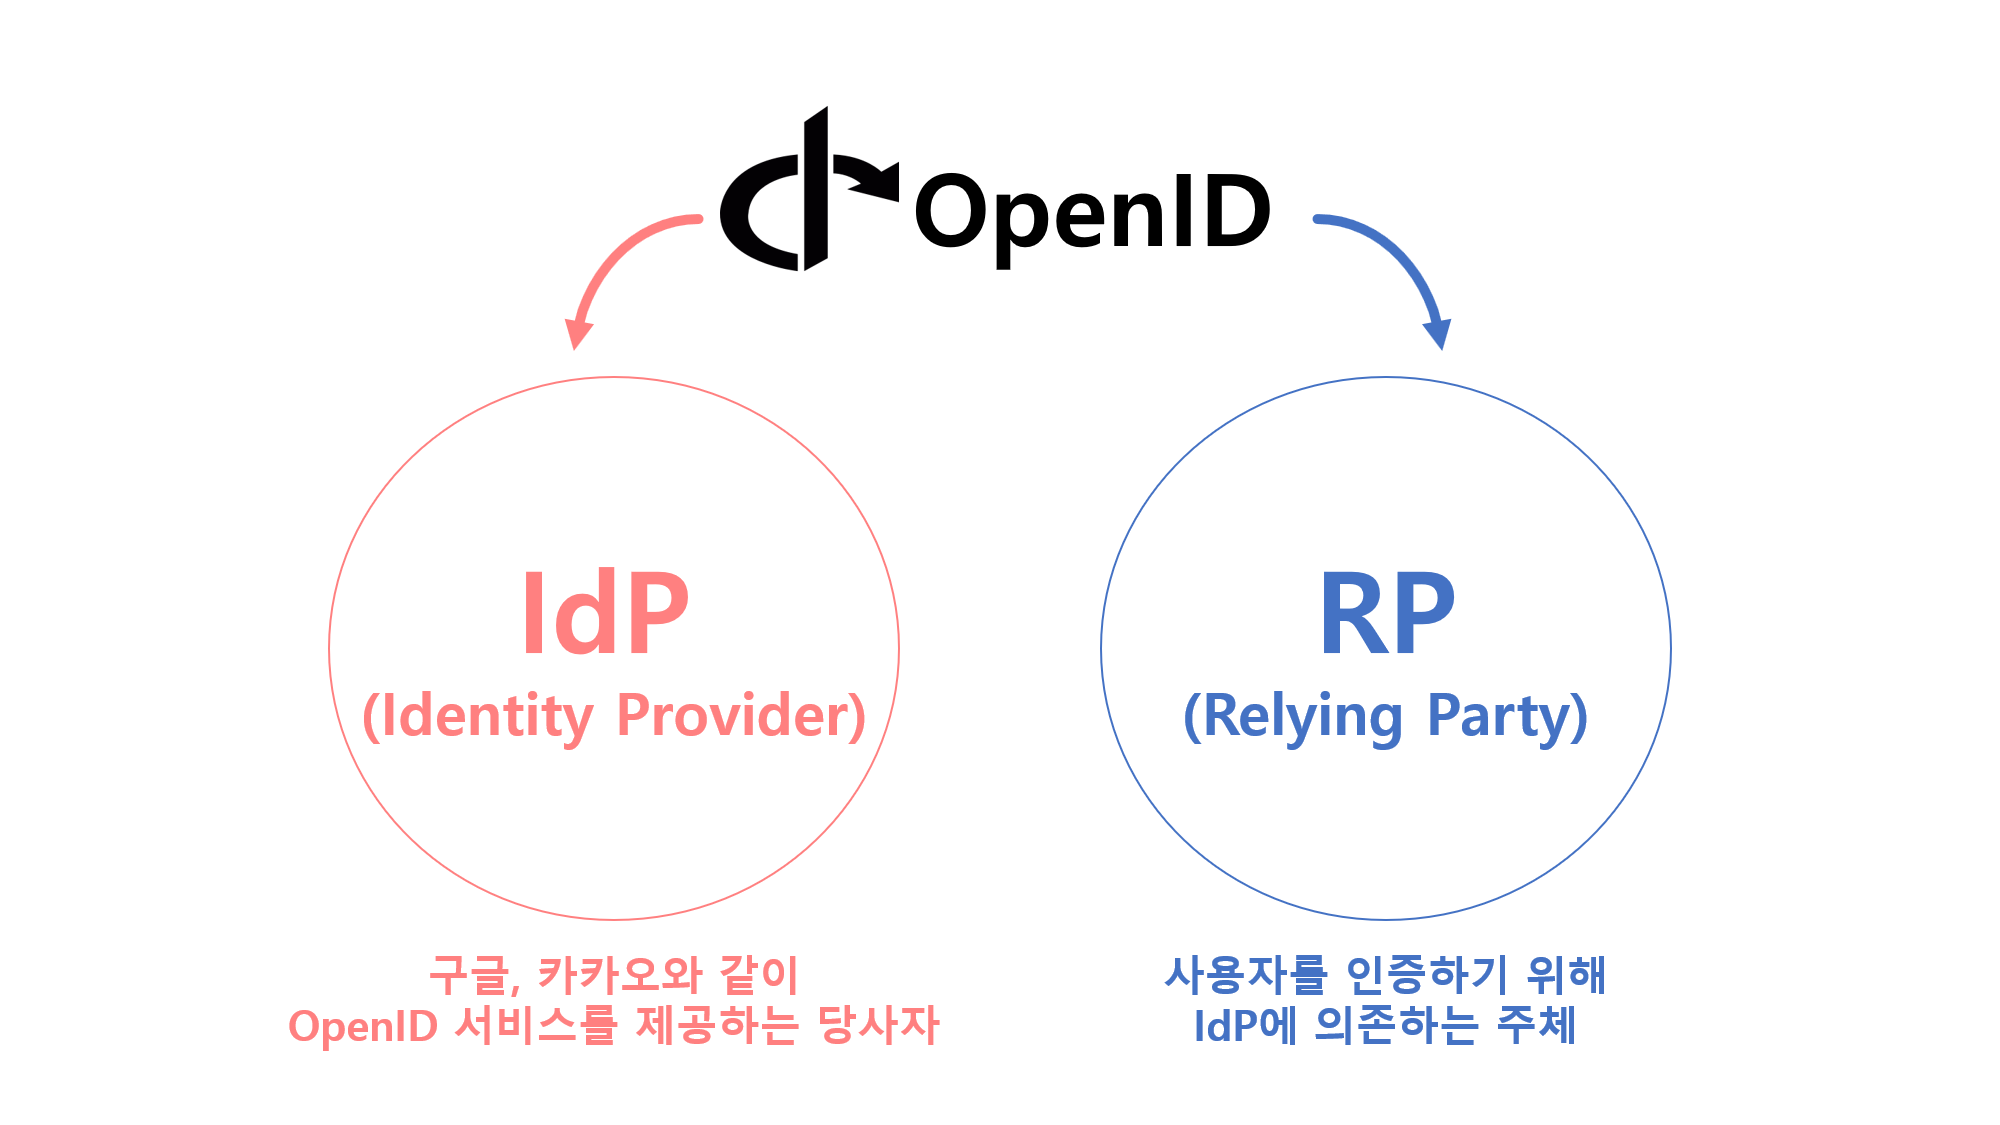 OpenID
IdP
(Identity Provider)
구글, 카카오와 같이
OpenID 서비스를 제공하는 당사자
RP
(Relying Party)
사용자를 인증하기 위해
IdP에 의존하는 주체